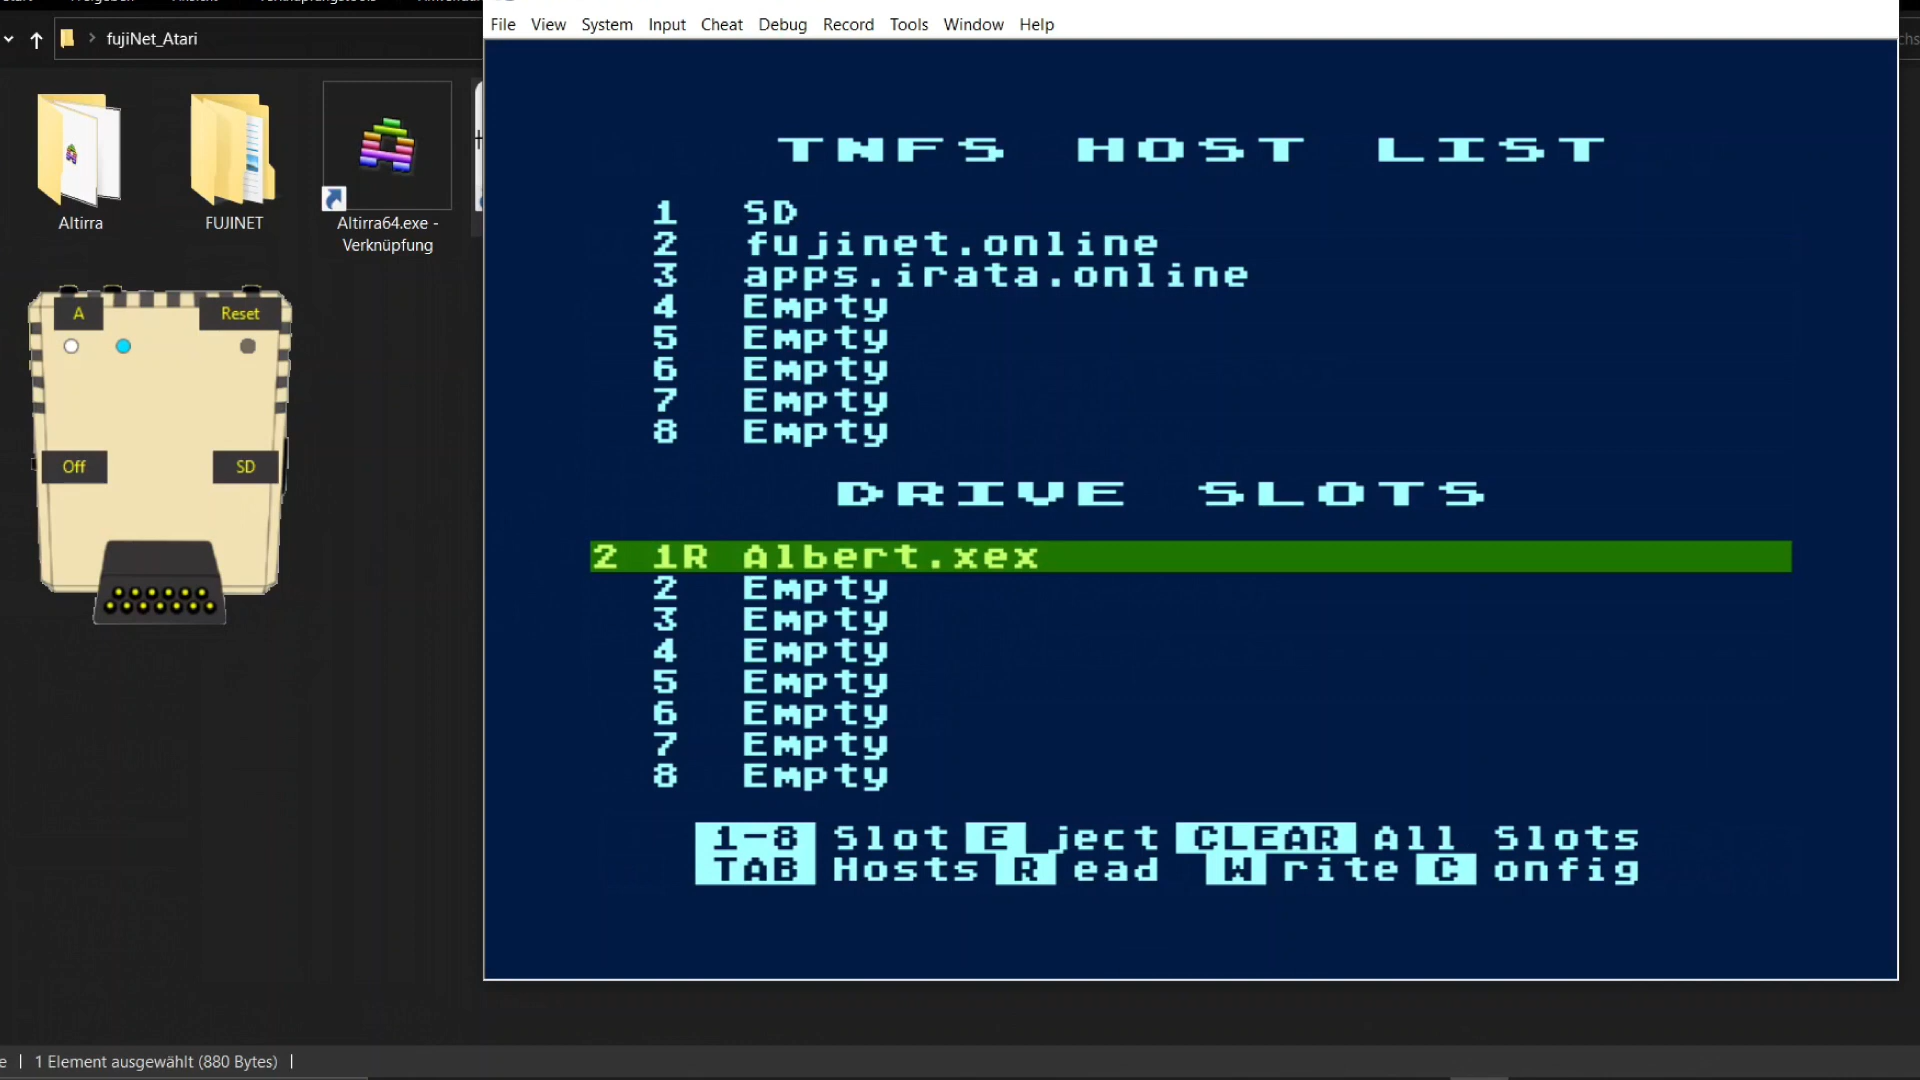 File View System Input Cheat Debug Record Tools Window Help
fujiNet_Atari
Altirra
FUJINET
Altirra64.exe -
Verknüpfung
A
Reset
Off
SD
TNFS HOST LIST
1 SD
2 fujinet.online
3 apps.irata.online
4 Empty
5 Empty
6 Empty
7 Empty
8 Empty
DRIVE SLOTS
2 1R Albert.xex
2 Empty
3 Empty
4 Empty
5 Empty
6 Empty
7 Empty
8 Empty
1-8 Slot E ject CLEAR All Slots
TAB Hosts R ead W rite C onfig
1 Element ausgewählt (880 Bytes)